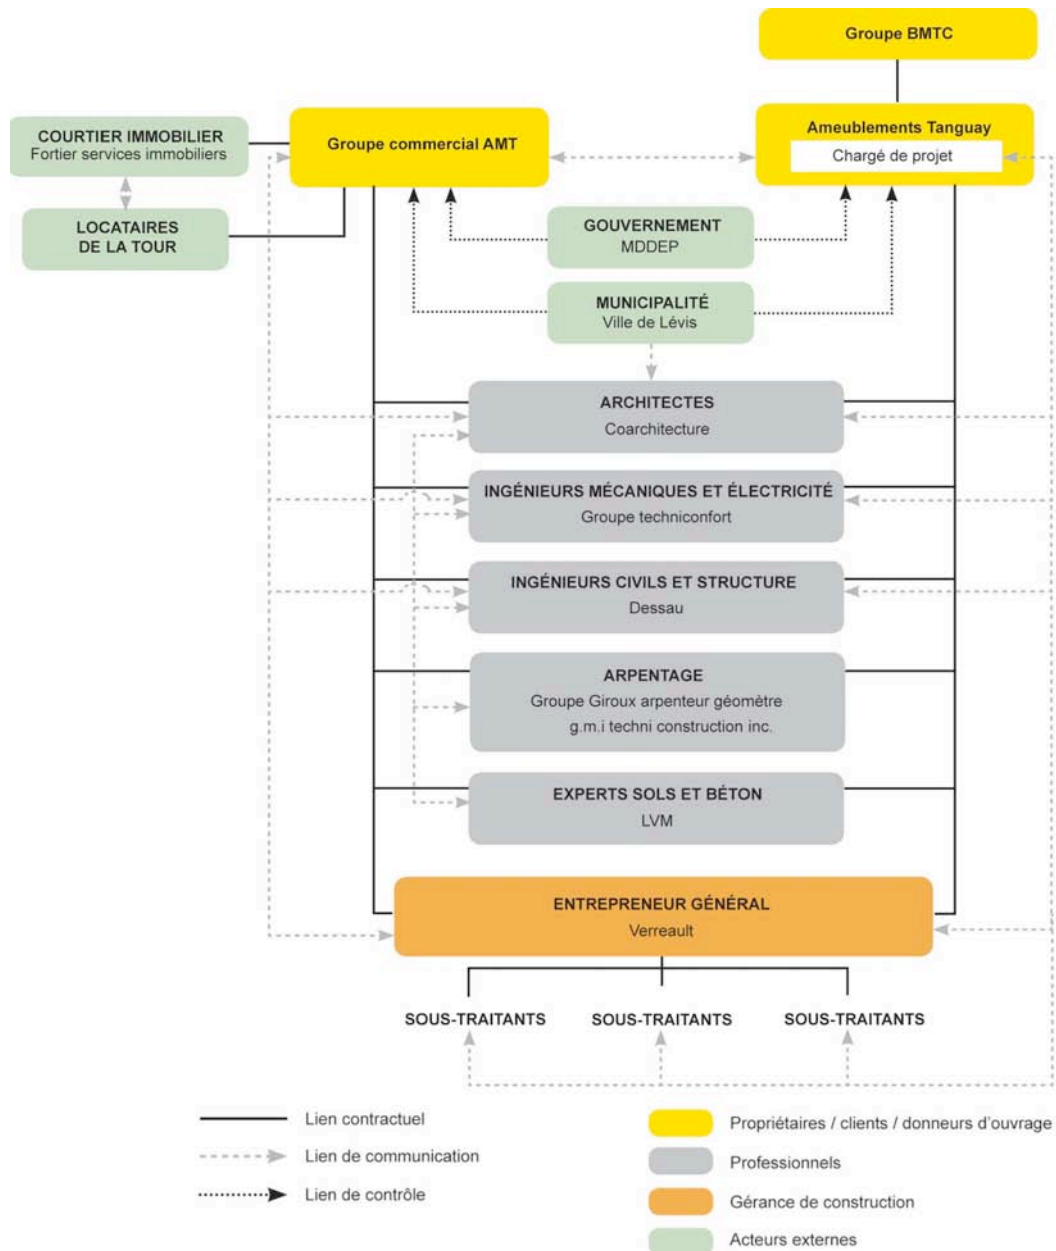 Groupe BMTC
COURTIER IMMOBILIER
Fortier services immobiliers
Groupe commercial AMT
Ameublements Tanguay
Chargé de projet
LOCATAIRES
DE LA TOUR
GOUVERNEMENT
MDDEP
MUNICIPALITÉ
Ville de Lévis
ARCHITECTES
Coarchitecture
INGÉNIEURS MÉCANIQUES ET ÉLECTRICITÉ
Groupe techniconfort
INGÉNIEURS CIVILS ET STRUCTURE
Dessau
ARPENTAGE
Groupe Giroux arpenteur géomètre
g.m.i techni construction inc.
EXPERTS SOLS ET BÉTON
LVM
ENTREPRENEUR GÉNÉRAL
Verreault
SOUS-TRAITANTS
SOUS-TRAITANTS
SOUS-TRAITANTS
Lien contractuel
Lien de communication
Lien de contrôle
Propriétaires / clients / donneurs d'ouvrage
Professionnels
Gérance de construction
Acteurs externes